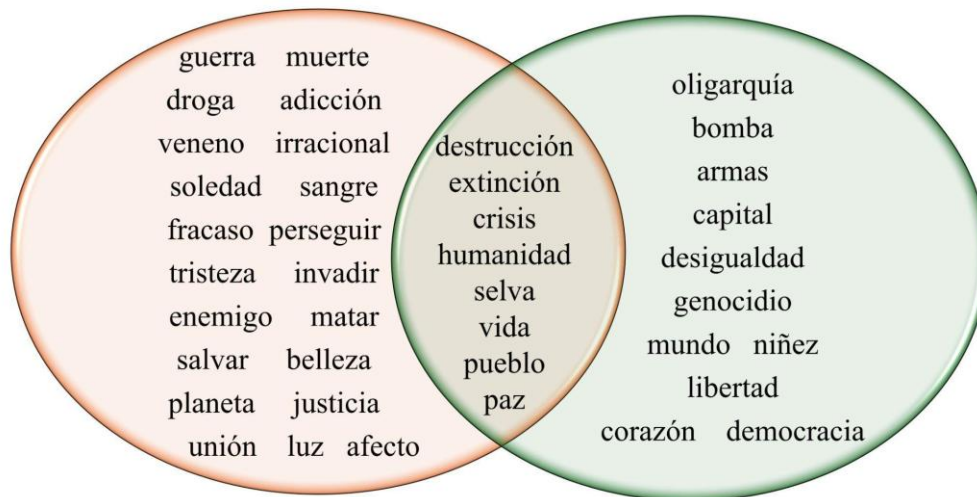 guerra muerte
droga adicción
veneno irracional
soledad sangre
fracaso perseguir
tristeza invadir
enemigo matar
salvar belleza
planeta justicia
unión luz afecto
destrucción
extinción
crisis
humanidad
selva
vida
pueblo
paz
oligarquía
bomba
armas
capital
desigualdad
genocidio
mundo niñez
libertad
corazón democracia